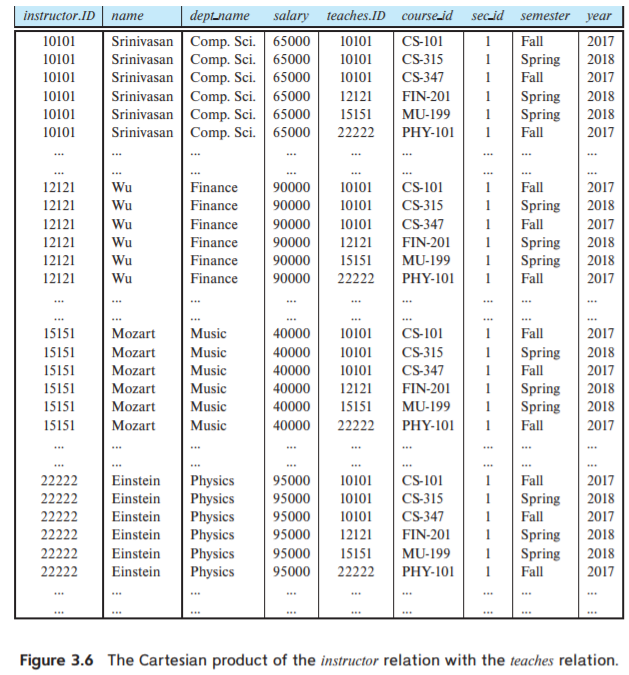 instructor.ID name dept_name salary teaches.ID course_id sec_id semester year
10101 Srinivasan Comp. Sci. 65000 10101 CS-101 1 Fall 2017
10101 Srinivasan Comp. Sci. 65000 10101 CS-315 1 Spring 2018
10101 Srinivasan Comp. Sci. 65000 10101 CS-347 1 Fall 2017
10101 Srinivasan Comp. Sci. 65000 12121 FIN-201 1 Spring 2018
10101 Srinivasan Comp. Sci. 65000 15151 MU-199 1 Spring 2018
10101 Srinivasan Comp. Sci. 65000 22222 PHY-101 1 Fall 2017
... ... ... ... ... ... ... ... ...
... ... ... ... ... ... ... ... ...
12121 Wu Finance 90000 10101 CS-101 1 Fall 2017
12121 Wu Finance 90000 10101 CS-315 1 Spring 2018
12121 Wu Finance 90000 10101 CS-347 1 Fall 2017
12121 Wu Finance 90000 12121 FIN-201 1 Spring 2018
12121 Wu Finance 90000 15151 MU-199 1 Spring 2018
12121 Wu Finance 90000 22222 PHY-101 1 Fall 2017
... ... ... ... ... ... ... ... ...
... ... ... ... ... ... ... ... ...
15151 Mozart Music 40000 10101 CS-101 1 Fall 2017
15151 Mozart Music 40000 10101 CS-315 1 Spring 2018
15151 Mozart Music 40000 10101 CS-347 1 Fall 2017
15151 Mozart Music 40000 12121 FIN-201 1 Spring 2018
15151 Mozart Music 40000 15151 MU-199 1 Spring 2018
15151 Mozart Music 40000 22222 PHY-101 1 Fall 2017
... ... ... ... ... ... ... ... ...
... ... ... ... ... ... ... ... ...
22222 Einstein Physics 95000 10101 CS-101 1 Fall 2017
22222 Einstein Physics 95000 10101 CS-315 1 Spring 2018
22222 Einstein Physics 95000 10101 CS-347 1 Fall 2017
22222 Einstein Physics 95000 12121 FIN-201 1 Spring 2018
22222 Einstein Physics 95000 15151 MU-199 1 Spring 2018
22222 Einstein Physics 95000 22222 PHY-101 1 Fall 2017
... ... ... ... ... ... ... ... ...
... ... ... ... ... ... ... ... ...
Figure 3.6 The Cartesian product of the instructor relation with the teaches relation.